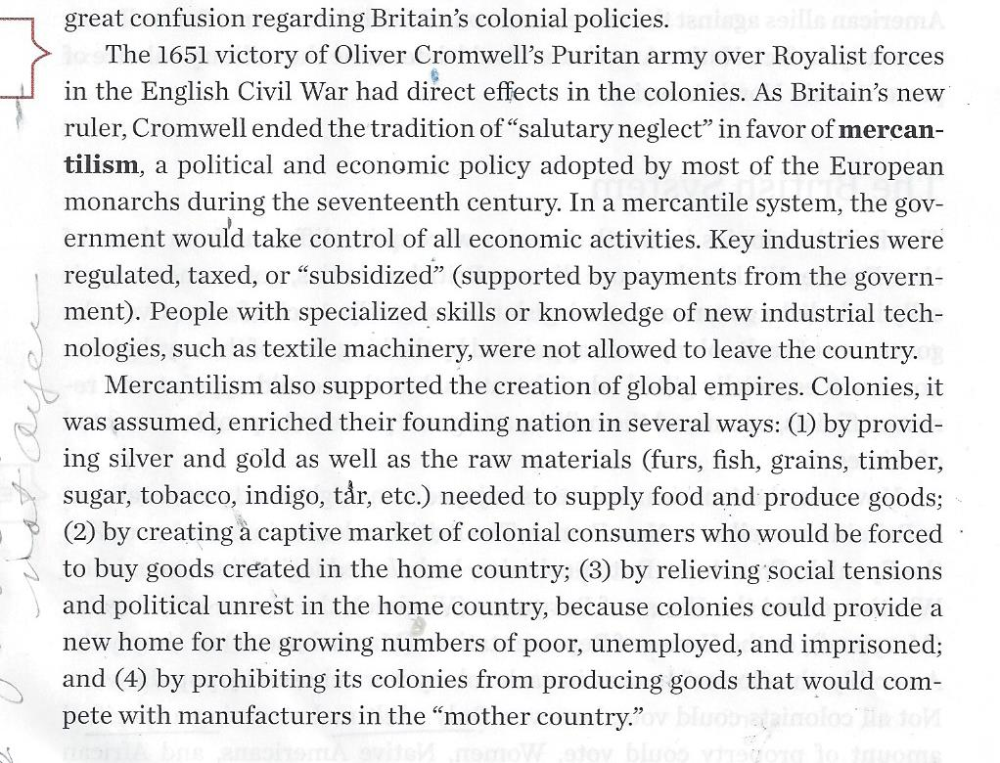 great confusion regarding Britain’s colonial policies.
The 1651 victory of Oliver Cromwell’s Puritan army over Royalist forces
in the English Civil War had direct effects in the colonies. As Britain’s new
ruler, Cromwell ended the tradition of “salutary neglect” in favor of mercan-
tilism, a political and economic policy adopted by most of the European
monarchs during the seventeenth century. In a mercantile system, the gov-
ernment would take control of all economic activities. Key industries were
regulated, taxed, or “subsidized” (supported by payments from the govern-
ment). People with specialized skills or knowledge of new industrial tech-
nologies, such as textile machinery, were not allowed to leave the country.
Mercantilism also supported the creation of global empires. Colonies, it
was assumed, enriched their founding nation in several ways: (1) by provid-
ing silver and gold as well as the raw materials (furs, fish, grains, timber,
sugar, tobacco, indigo, tar, etc.) needed to supply food and produce goods;
(2) by creating a captive market of colonial consumers who would be forced
to buy goods created in the home country; (3) by relieving social tensions
and political unrest in the home country, because colonies could provide a
new home for the growing numbers of poor, unemployed, and imprisoned;
and (4) by prohibiting its colonies from producing goods that would com-
pete with manufacturers in the “mother country.”